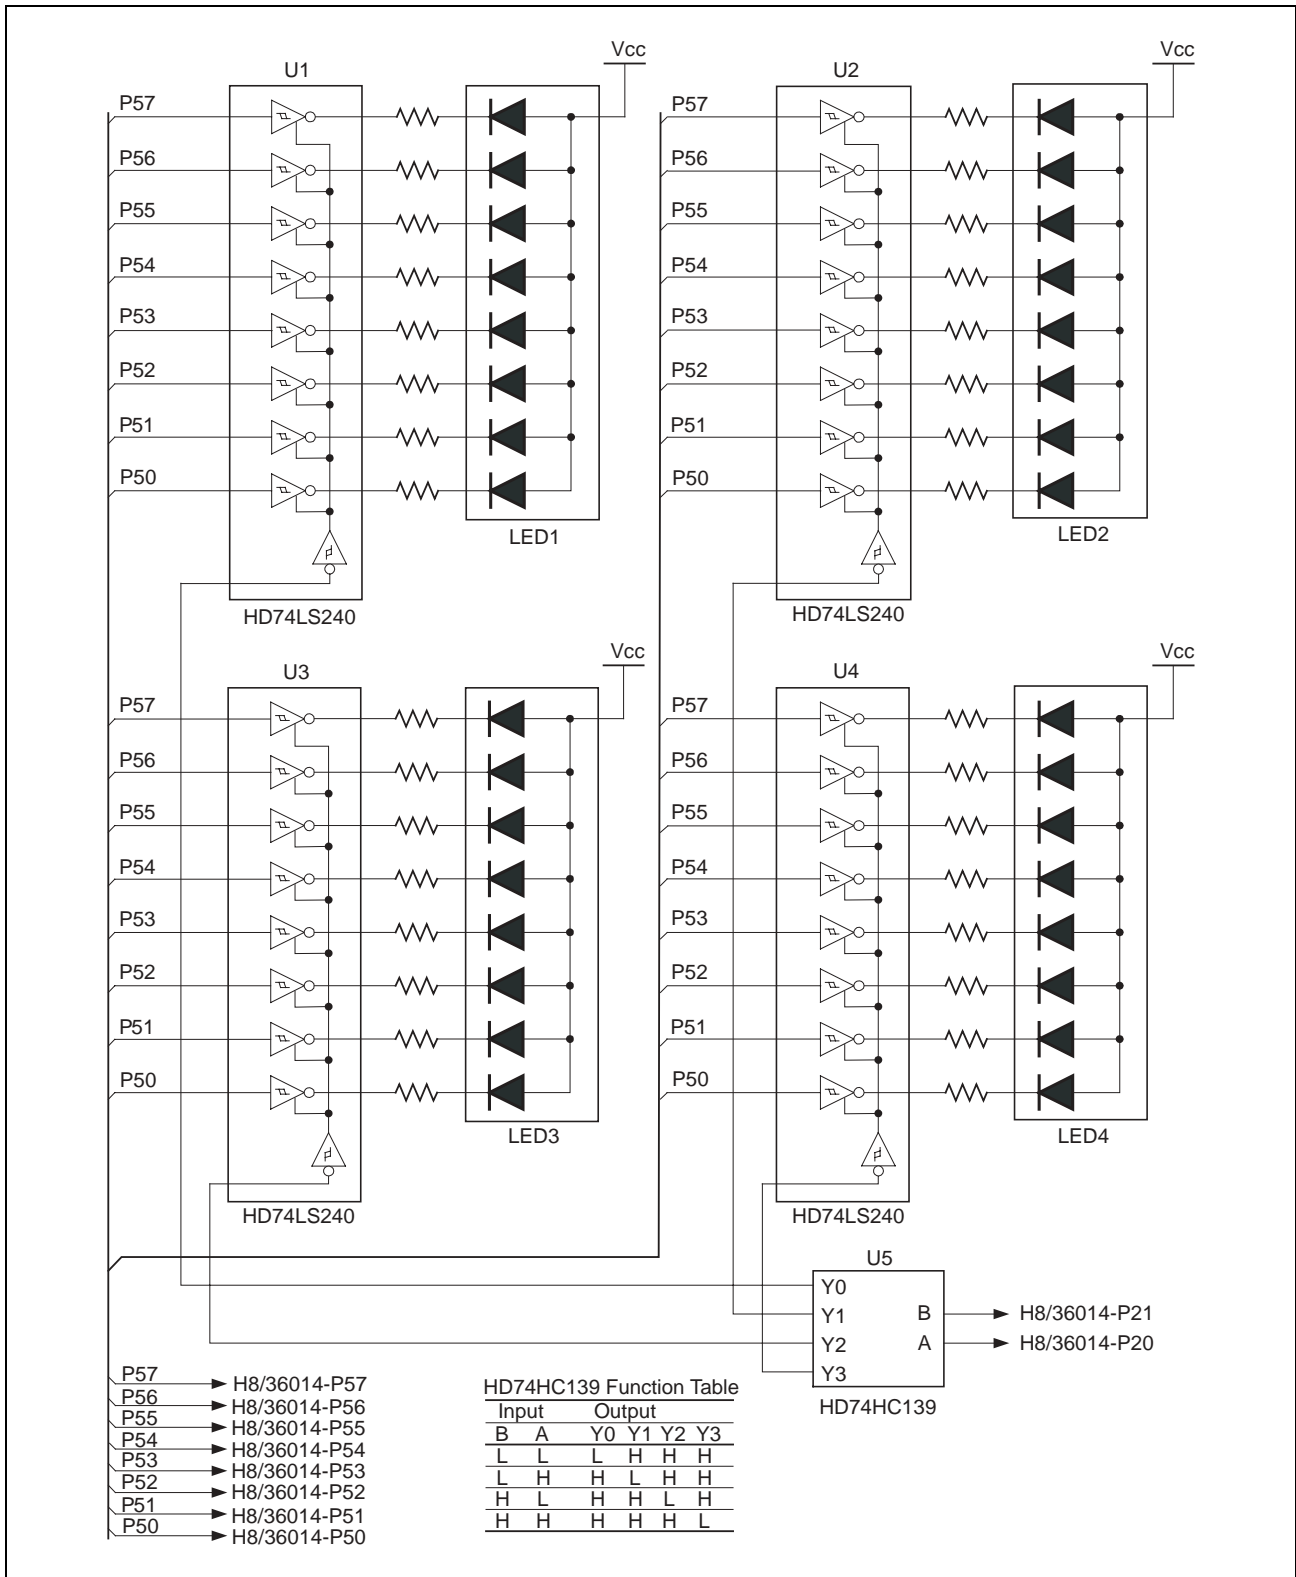 Vcc
U1
P57
P56
P55
P54
P53
P52
P51
P50
LED1
HD74LS240
Vcc
U2
P57
P56
P55
P54
P53
P52
P51
P50
LED2
HD74LS240
Vcc
U3
P57
P56
P55
P54
P53
P52
P51
P50
LED3
HD74LS240
Vcc
U4
P57
P56
P55
P54
P53
P52
P51
P50
LED4
HD74LS240
U5
Y0
Y1 B H8/36014-P21
Y2 A H8/36014-P20
Y3
HD74HC139
P57 H8/36014-P57
P56 H8/36014-P56
P55 H8/36014-P55
P54 H8/36014-P54
P53 H8/36014-P53
P52 H8/36014-P52
P51 H8/36014-P51
P50 H8/36014-P50
HD74HC139 Function Table
Input Output
B A Y0 Y1 Y2 Y3
L L L H H H
L H H L H H
H L H H L H
H H H H H L